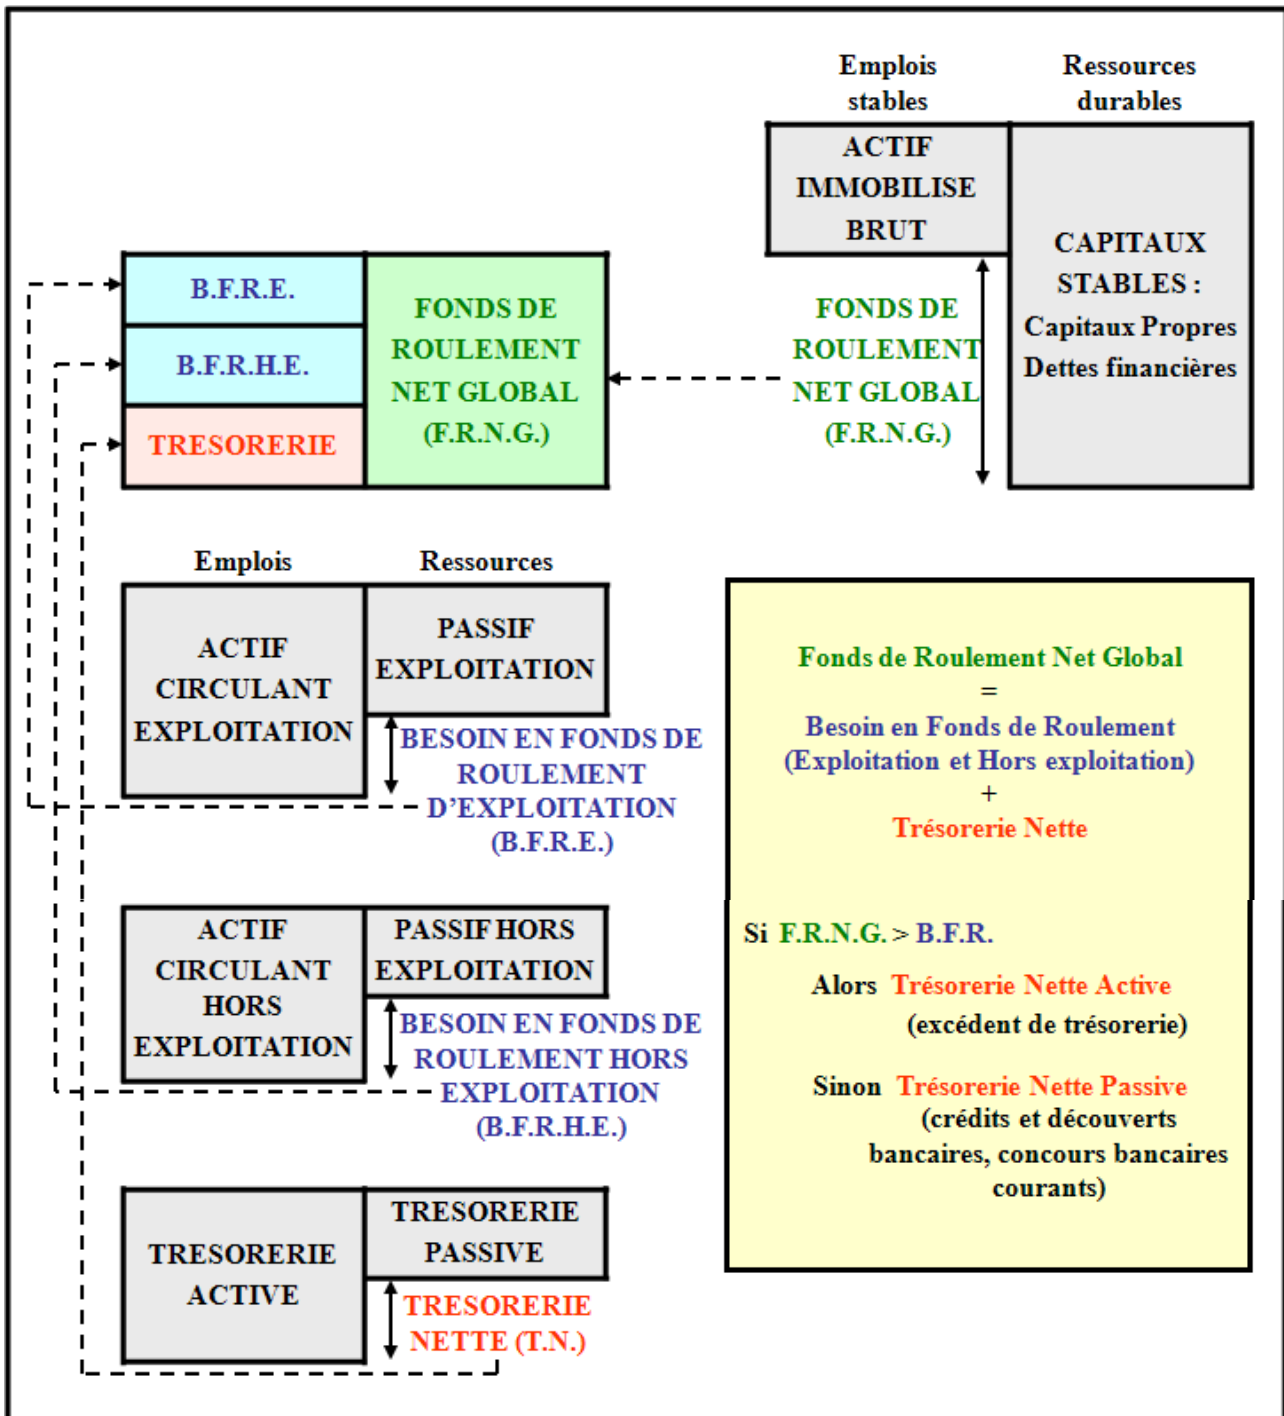 Emplois
stables
Ressources
durables
ACTIF
IMMOBILISE
BRUT
CAPITAUX
STABLES :
Capitaux Propres
Dettes financières
FONDS DE
ROULEMENT
NET GLOBAL
(F.R.N.G.)
B.F.R.E.
B.F.R.H.E.
TRESORERIE
FONDS DE
ROULEMENT
NET GLOBAL
(F.R.N.G.)
Emplois
Ressources
ACTIF
CIRCULANT
EXPLOITATION
PASSIF
EXPLOITATION
BESOIN EN FONDS DE
ROULEMENT
D’EXPLOITATION
(B.F.R.E.)
ACTIF
CIRCULANT
HORS
EXPLOITATION
PASSIF HORS
EXPLOITATION
BESOIN EN FONDS DE
ROULEMENT HORS
EXPLOITATION
(B.F.R.H.E.)
TRESORERIE
ACTIVE
TRESORERIE
PASSIVE
TRESORERIE
NETTE (T.N.)
Fonds de Roulement Net Global
=
Besoin en Fonds de Roulement
(Exploitation et Hors exploitation)
+
Trésorerie Nette
Si F.R.N.G. > B.F.R.
Alors Trésorerie Nette Active
(excédent de trésorerie)
Sinon Trésorerie Nette Passive
(crédits et découverts
bancaires, concours bancaires
courants)